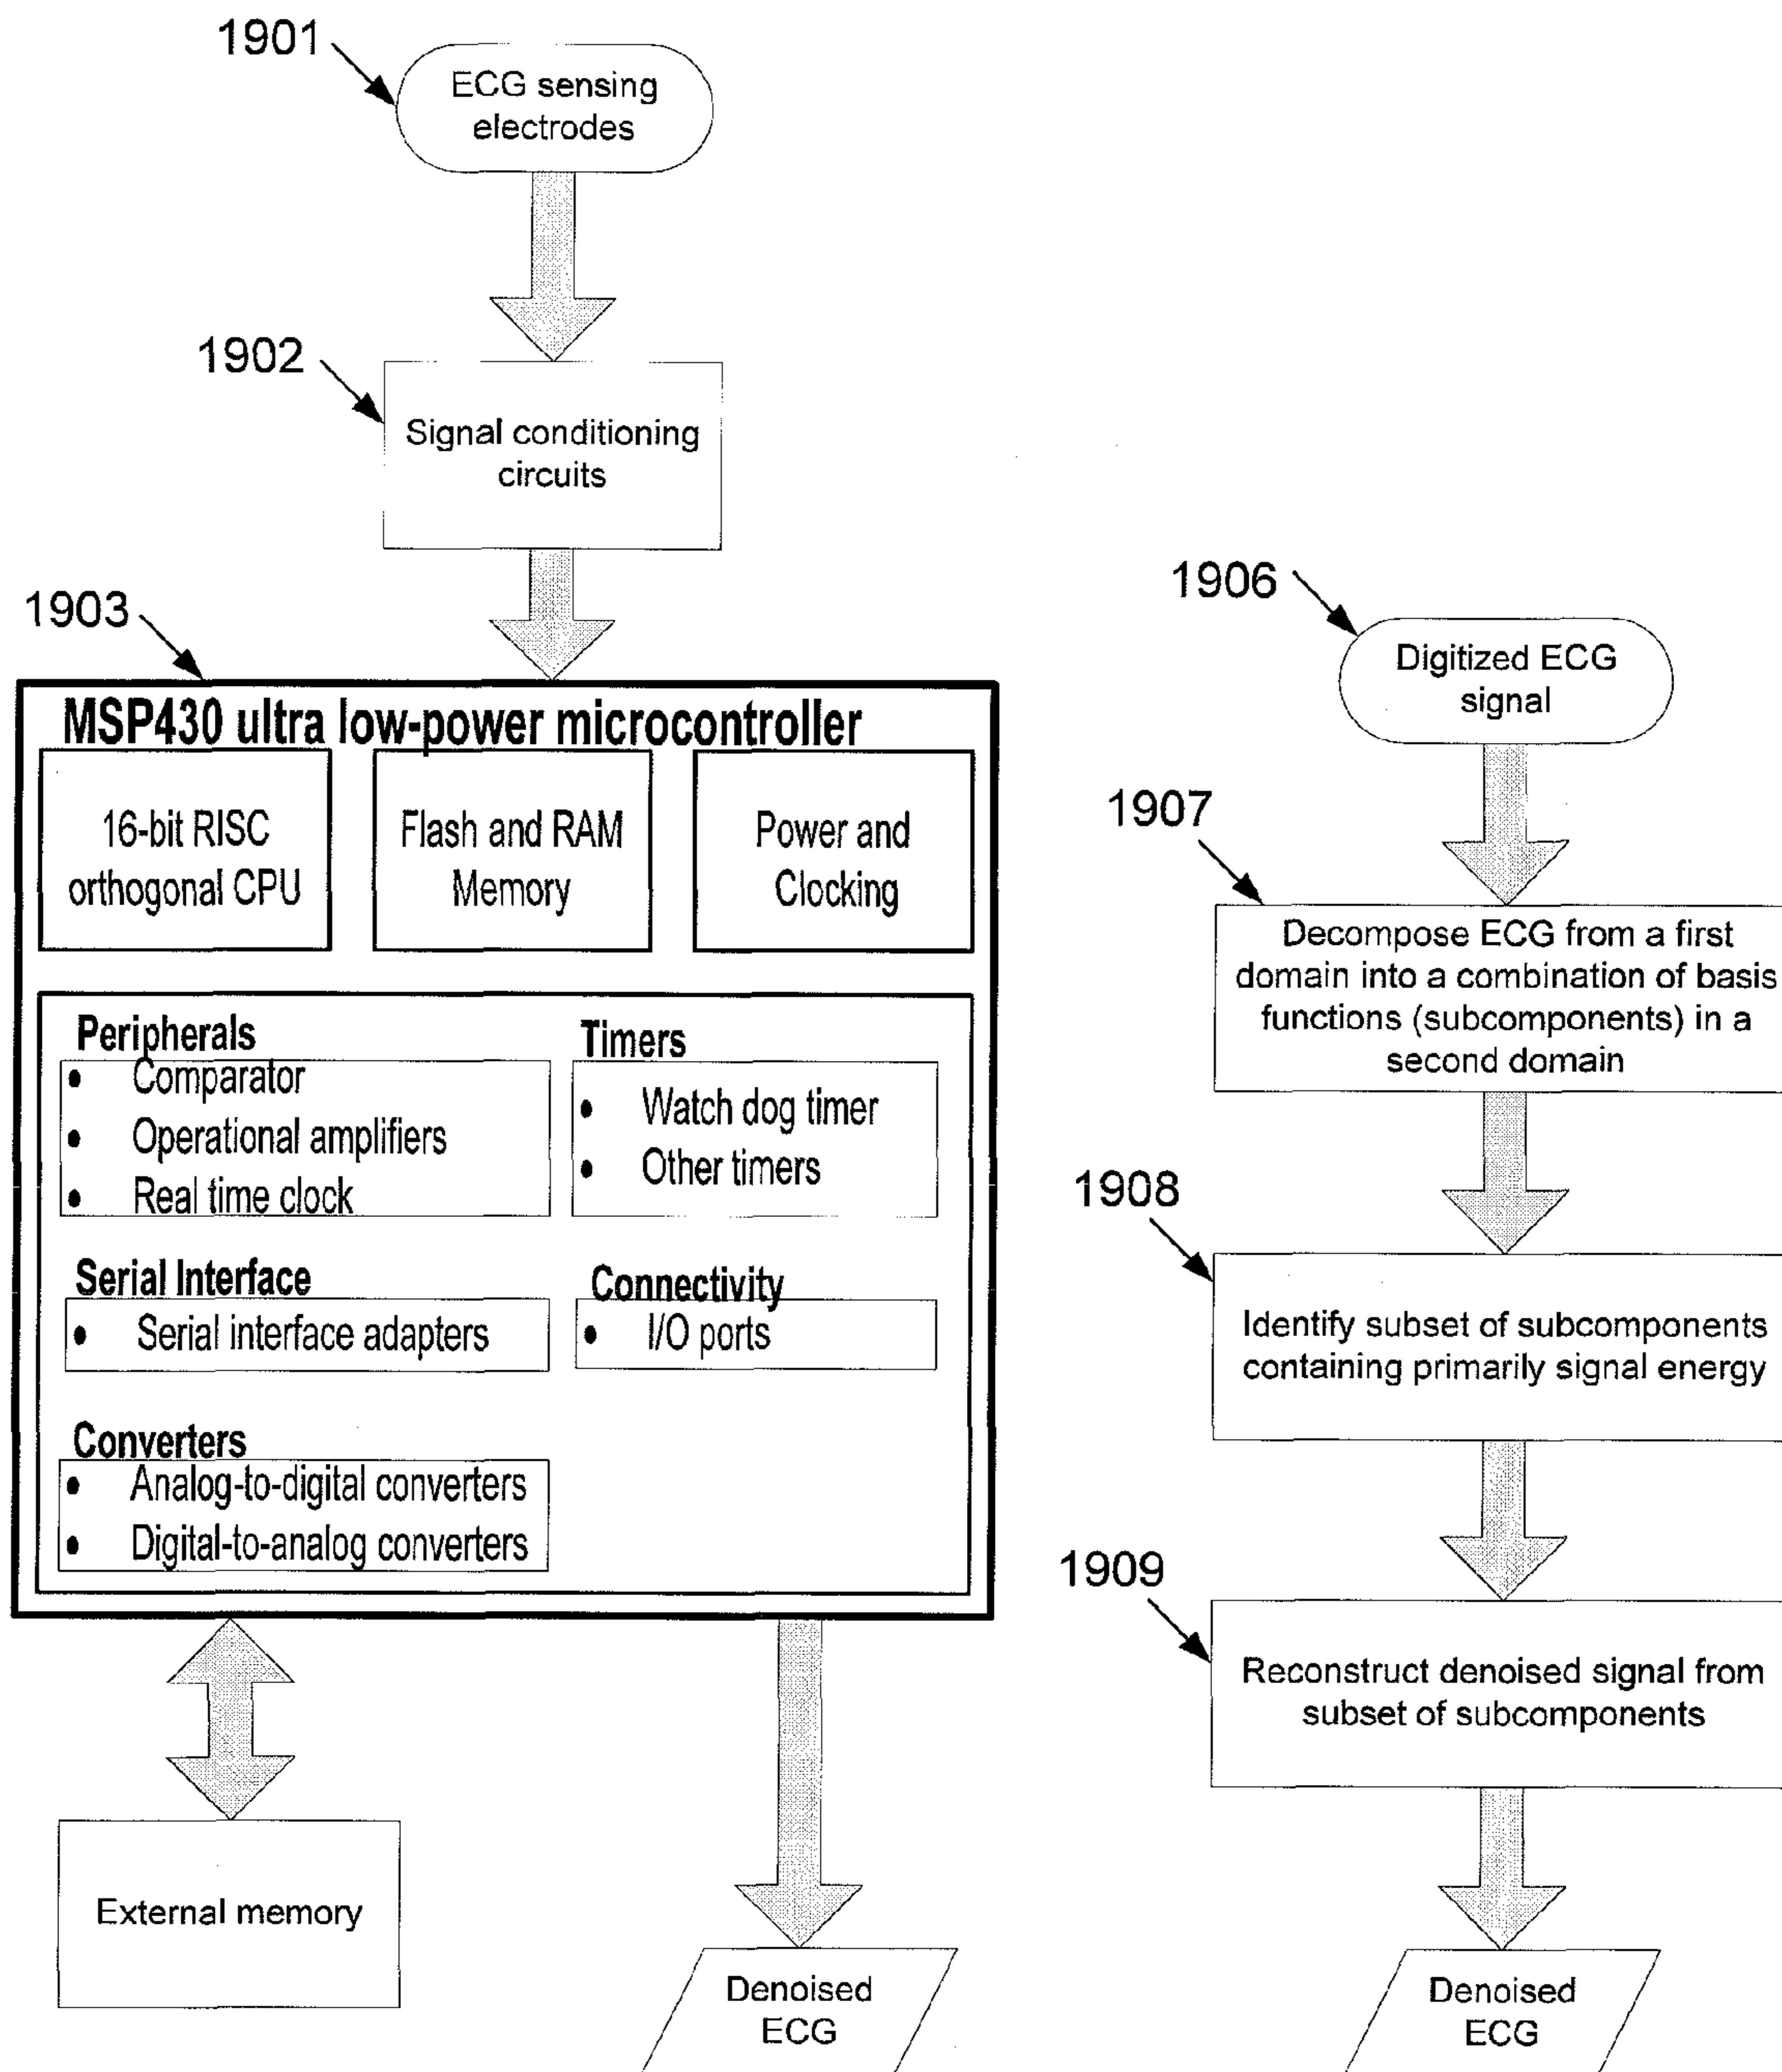 1901
ECG sensing
electrodes
1902
Signal conditioning
circuits
1903
MSP430 ultra low-power microcontroller
16-bit RISC
orthogonal CPU
Flash and RAM
Memory
Power and
Clocking
Peripherals
• Comparator
• Operational amplifiers
• Real time clock
Timers
• Watch dog timer
• Other timers
Serial Interface
• Serial interface adapters
Connectivity
• I/O ports
Converters
• Analog-to-digital converters
• Digital-to-analog converters
External memory
Denoised
ECG
1906
Digitized ECG
signal
1907
Decompose ECG from a first
domain into a combination of basis
functions (subcomponents) in a
second domain
1908
Identify subset of subcomponents
containing primarily signal energy
1909
Reconstruct denoised signal from
subset of subcomponents
Denoised
ECG